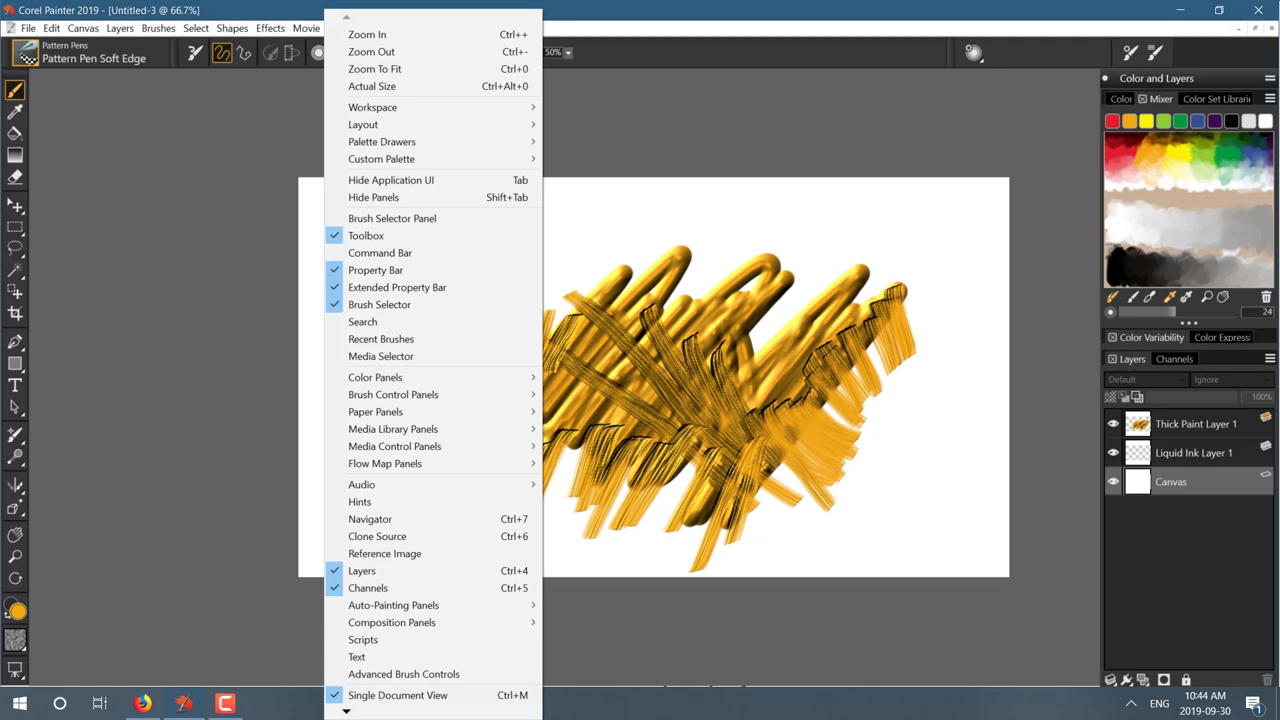 Corel Painter 2019 - [Untitled-3 @ 66.7%]
File Edit Canvas Layers Brushes Select Shapes Effects Movie
Pattern Pens
Pattern Pen Soft Edge
50%
Zoom In Ctrl++
Zoom Out Ctrl+-
Zoom To Fit Ctrl+0
Actual Size Ctrl+Alt+0
Workspace
Layout
Palette Drawers
Custom Palette
Hide Application UI Tab
Hide Panels Shift+Tab
Brush Selector Panel
Toolbox
Command Bar
Property Bar
Extended Property Bar
Brush Selector
Search
Recent Brushes
Media Selector
Color Panels
Brush Control Panels
Paper Panels
Media Library Panels
Media Control Panels
Flow Map Panels
Audio
Hints
Navigator Ctrl+7
Clone Source Ctrl+6
Reference Image
Layers Ctrl+4
Channels Ctrl+5
Auto-Painting Panels
Composition Panels
Scripts
Text
Advanced Brush Controls
Single Document View Ctrl+M
Color and Layers
Color Mixer Color Set Librari
24
Color Variability Color Express
Layers Channels
Default Ignore
100%
Thick Paint Layer 1
Liquid Ink Layer 1
Canvas
ENG
10:44 AM
2019-09-30
1